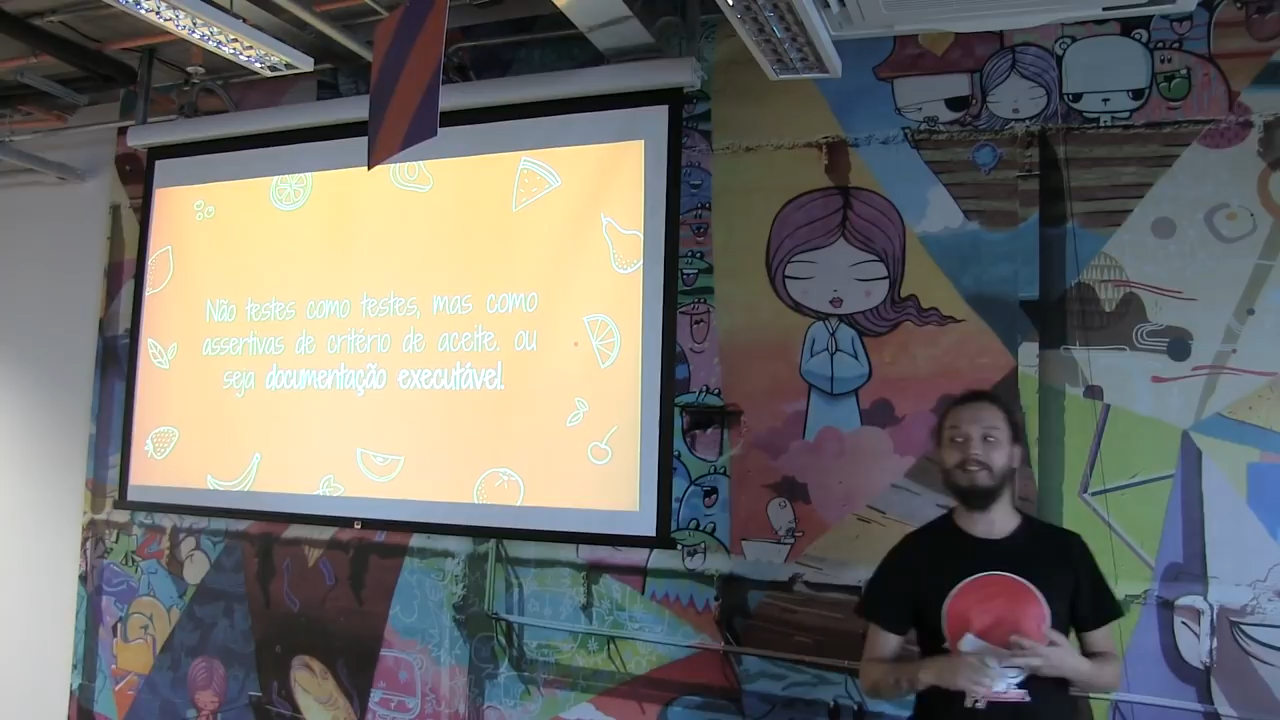 Não testes como testes, mas como
assertivas de critério de aceite. ou
seja documentação executável!